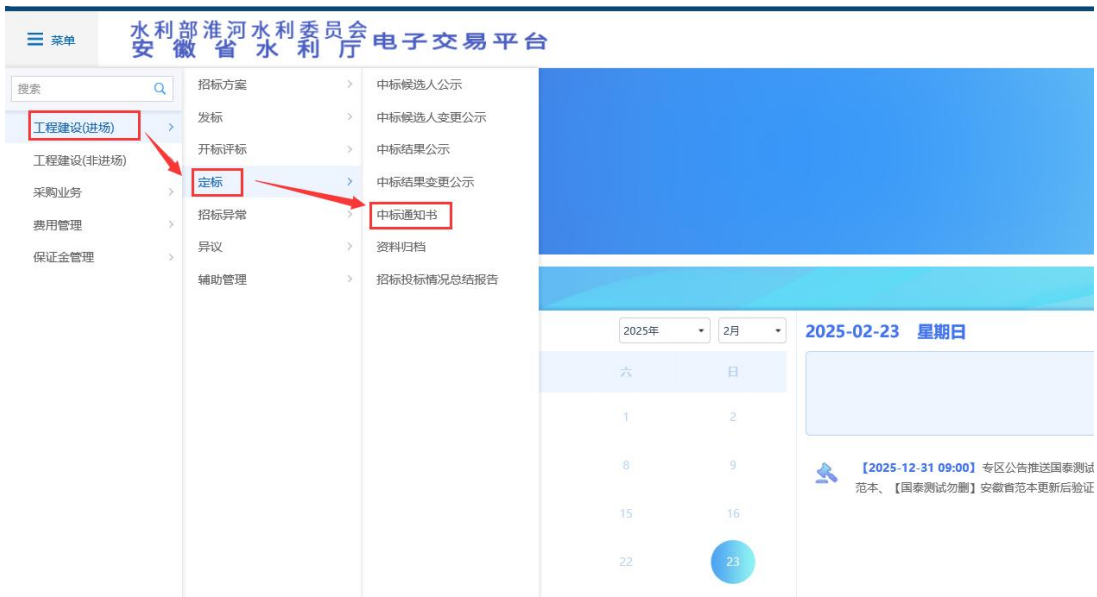 菜单
水利部淮河水利委员会
安徽省水利厅
电子交易平台
搜索
工程建设(进场)
工程建设(非进场)
采购业务
费用管理
保证金管理
招标方案
发标
开标评标
定标
招标异常
异议
辅助管理
中标候选人公示
中标候选人变更公示
中标结果公示
中标结果变更公示
中标通知书
资料归档
招标投标情况总结报告
2025年
2月
六 日
1 2
8 9
15 16
22 23
2025-02-23 星期日
【2025-12-31 09:00】专区公告推送国泰测试
范本、【国泰测试勿删】安徽省范本更新后验证